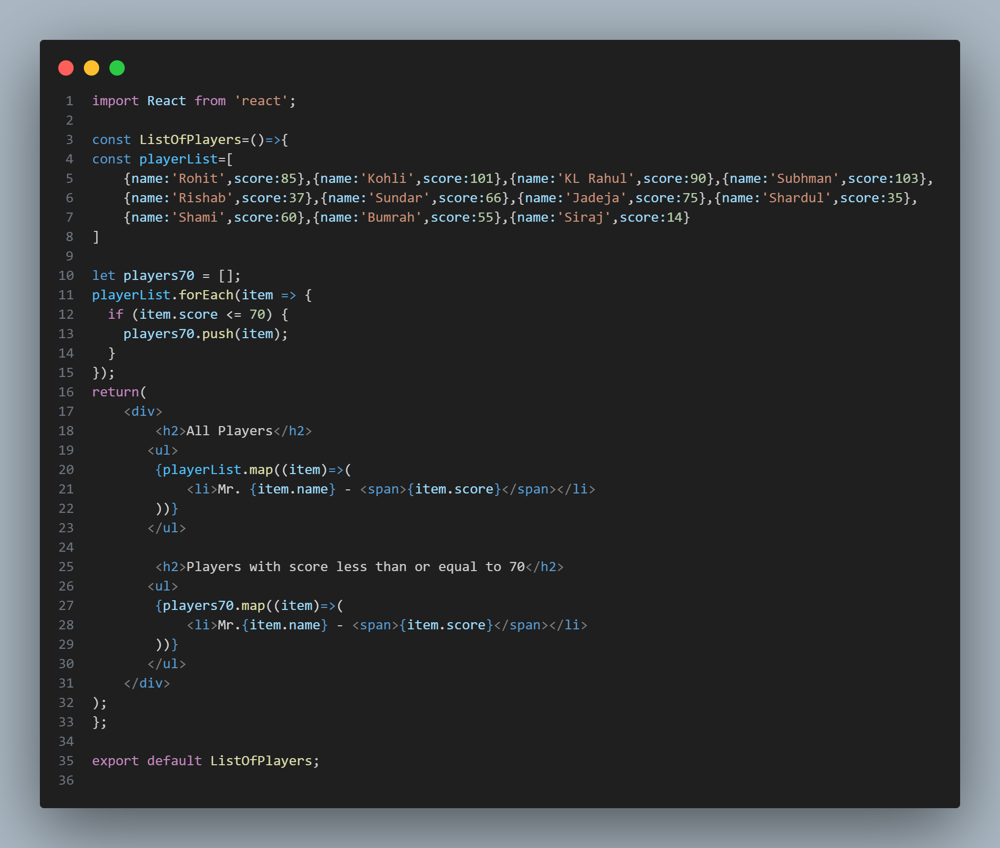 1 import React from 'react';
2
3 const ListOfPlayers=()=>{
4 const playerList=[
5     {name:'Rohit',score:85},{name:'Kohli',score:101},{name:'KL Rahul',score:90},{name:'Subhman',score:103},
6     {name:'Rishab',score:37},{name:'Sundar',score:66},{name:'Jadeja',score:75},{name:'Shardul',score:35},
7     {name:'Shami',score:60},{name:'Bumrah',score:55},{name:'Siraj',score:14}
8 ]
9
10 let players70 = [];
11 playerList.forEach(item => {
12   if (item.score <= 70) {
13     players70.push(item);
14   }
15 });
16 return(
17     <div>
18         <h2>All Players</h2>
19        <ul>
20         {playerList.map((item)=>(
21             <li>Mr. {item.name} - <span>{item.score}</span></li>
22         ))}
23        </ul>
24
25         <h2>Players with score less than or equal to 70</h2>
26        <ul>
27         {players70.map((item)=>(
28             <li>Mr.{item.name} - <span>{item.score}</span></li>
29         ))}
30        </ul>
31     </div>
32 );
33 };
34
35 export default ListOfPlayers;
36